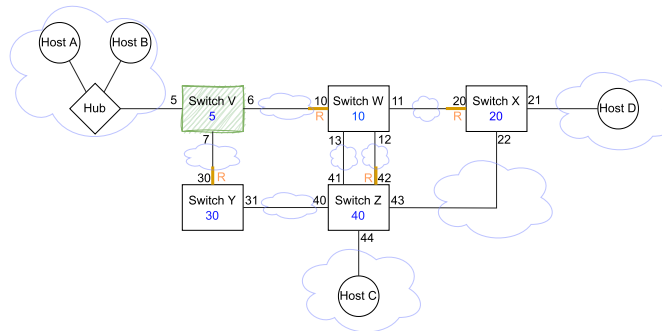 Host A
Host B
Hub
5
Switch V
5
6
7
10
R
Switch W
10
11
13
12
20
R
Switch X
20
21
22
Host D
30
R
Switch Y
30
31
41
R
42
40
Switch Z
40
43
44
Host C